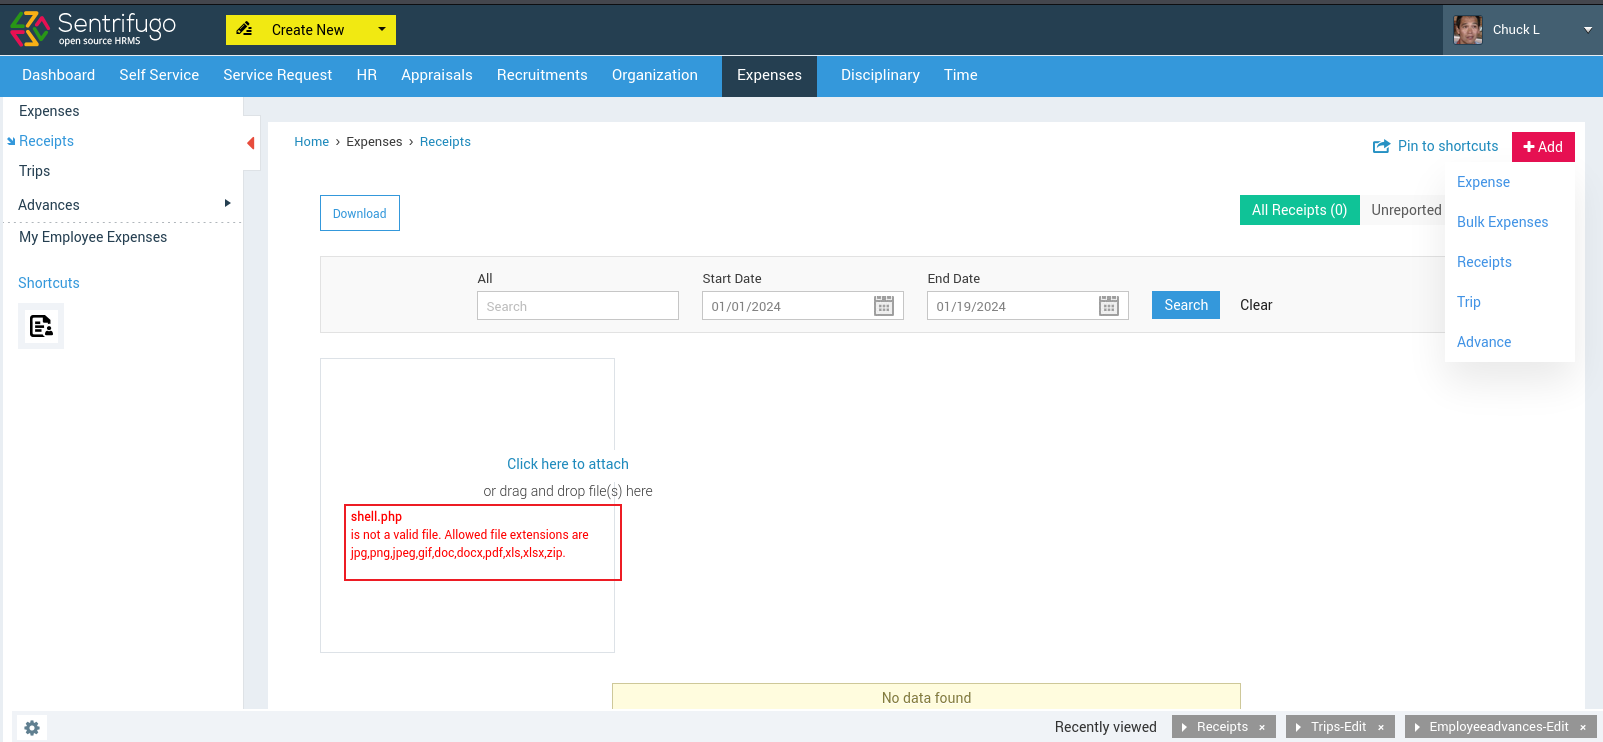 Sentrifugo
open source HRMS
Create New
Chuck L
Dashboard Self Service Service Request HR Appraisals Recruitments Organization Expenses Disciplinary Time
Expenses
Receipts
Trips
Advances
My Employee Expenses
Shortcuts
Home › Expenses › Receipts
Pin to shortcuts
+ Add
Expense
Bulk Expenses
Receipts
Trip
Advance
Download
All Receipts (0) Unreported
All Start Date End Date
Search 01/01/2024 01/19/2024 Search Clear
Click here to attach
or drag and drop file(s) here
shell.php
is not a valid file. Allowed file extensions are
jpg,png,jpeg,gif,doc,docx,pdf,xls,xlsx,zip.
No data found
Recently viewed Receipts × Trips-Edit × Employeeadvances-Edit ×